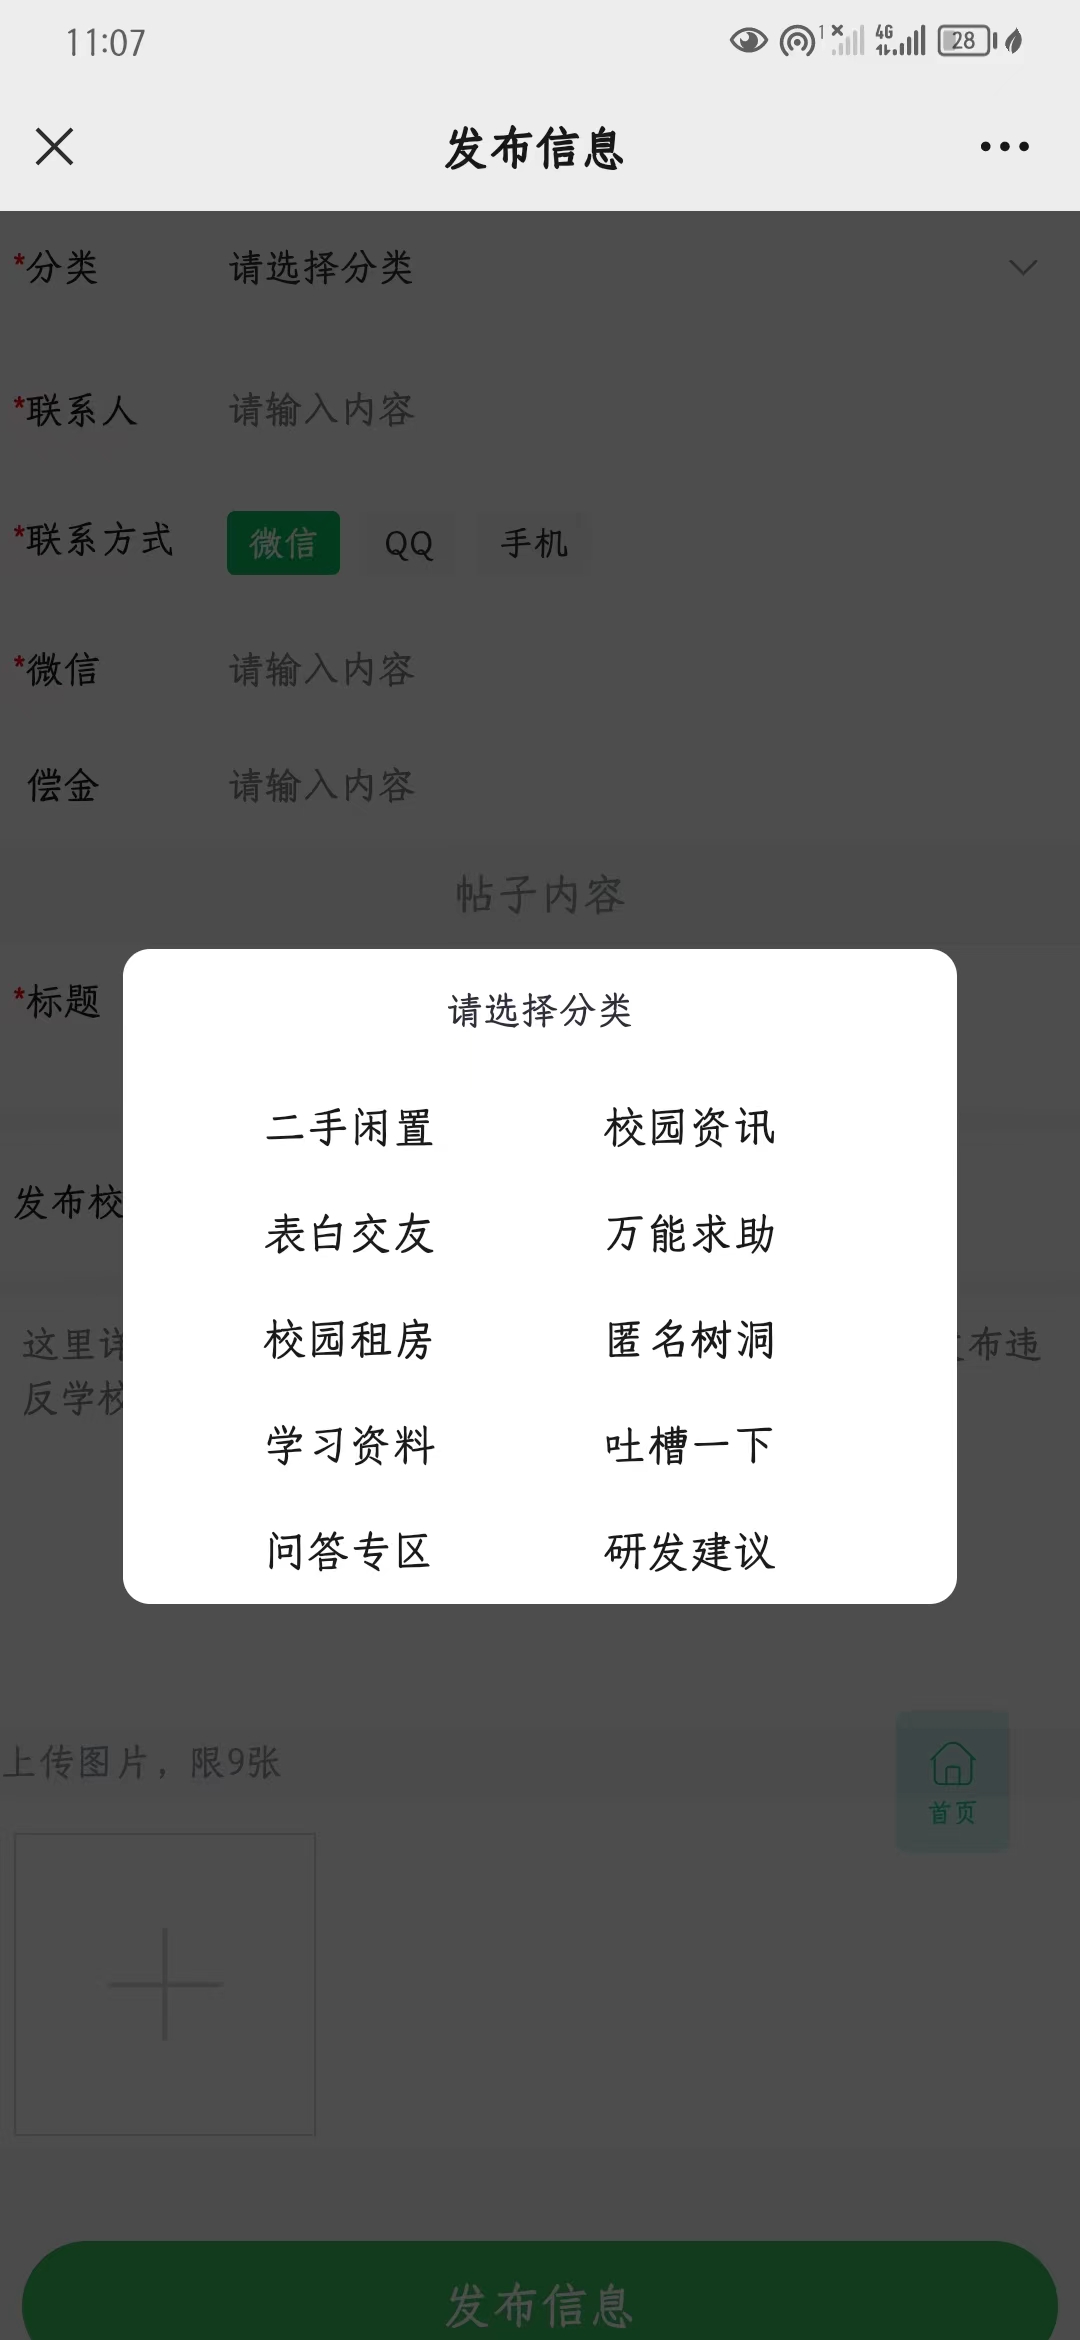 11:07
1
4G
28
发布信息
*分类 请选择分类
*联系人 请输入内容
*联系方式 微信 QQ 手机
*微信 请输入内容
偿金 请输入内容
帖子内容
*标题
请选择分类
二手闲置 校园资讯
发布校
表白交友 万能求助
校园租房 匿名树洞
这里详 布违
反学校
学习资料 吐槽一下
问答专区 研发建议
上传图片，限9张
首页
发布信息